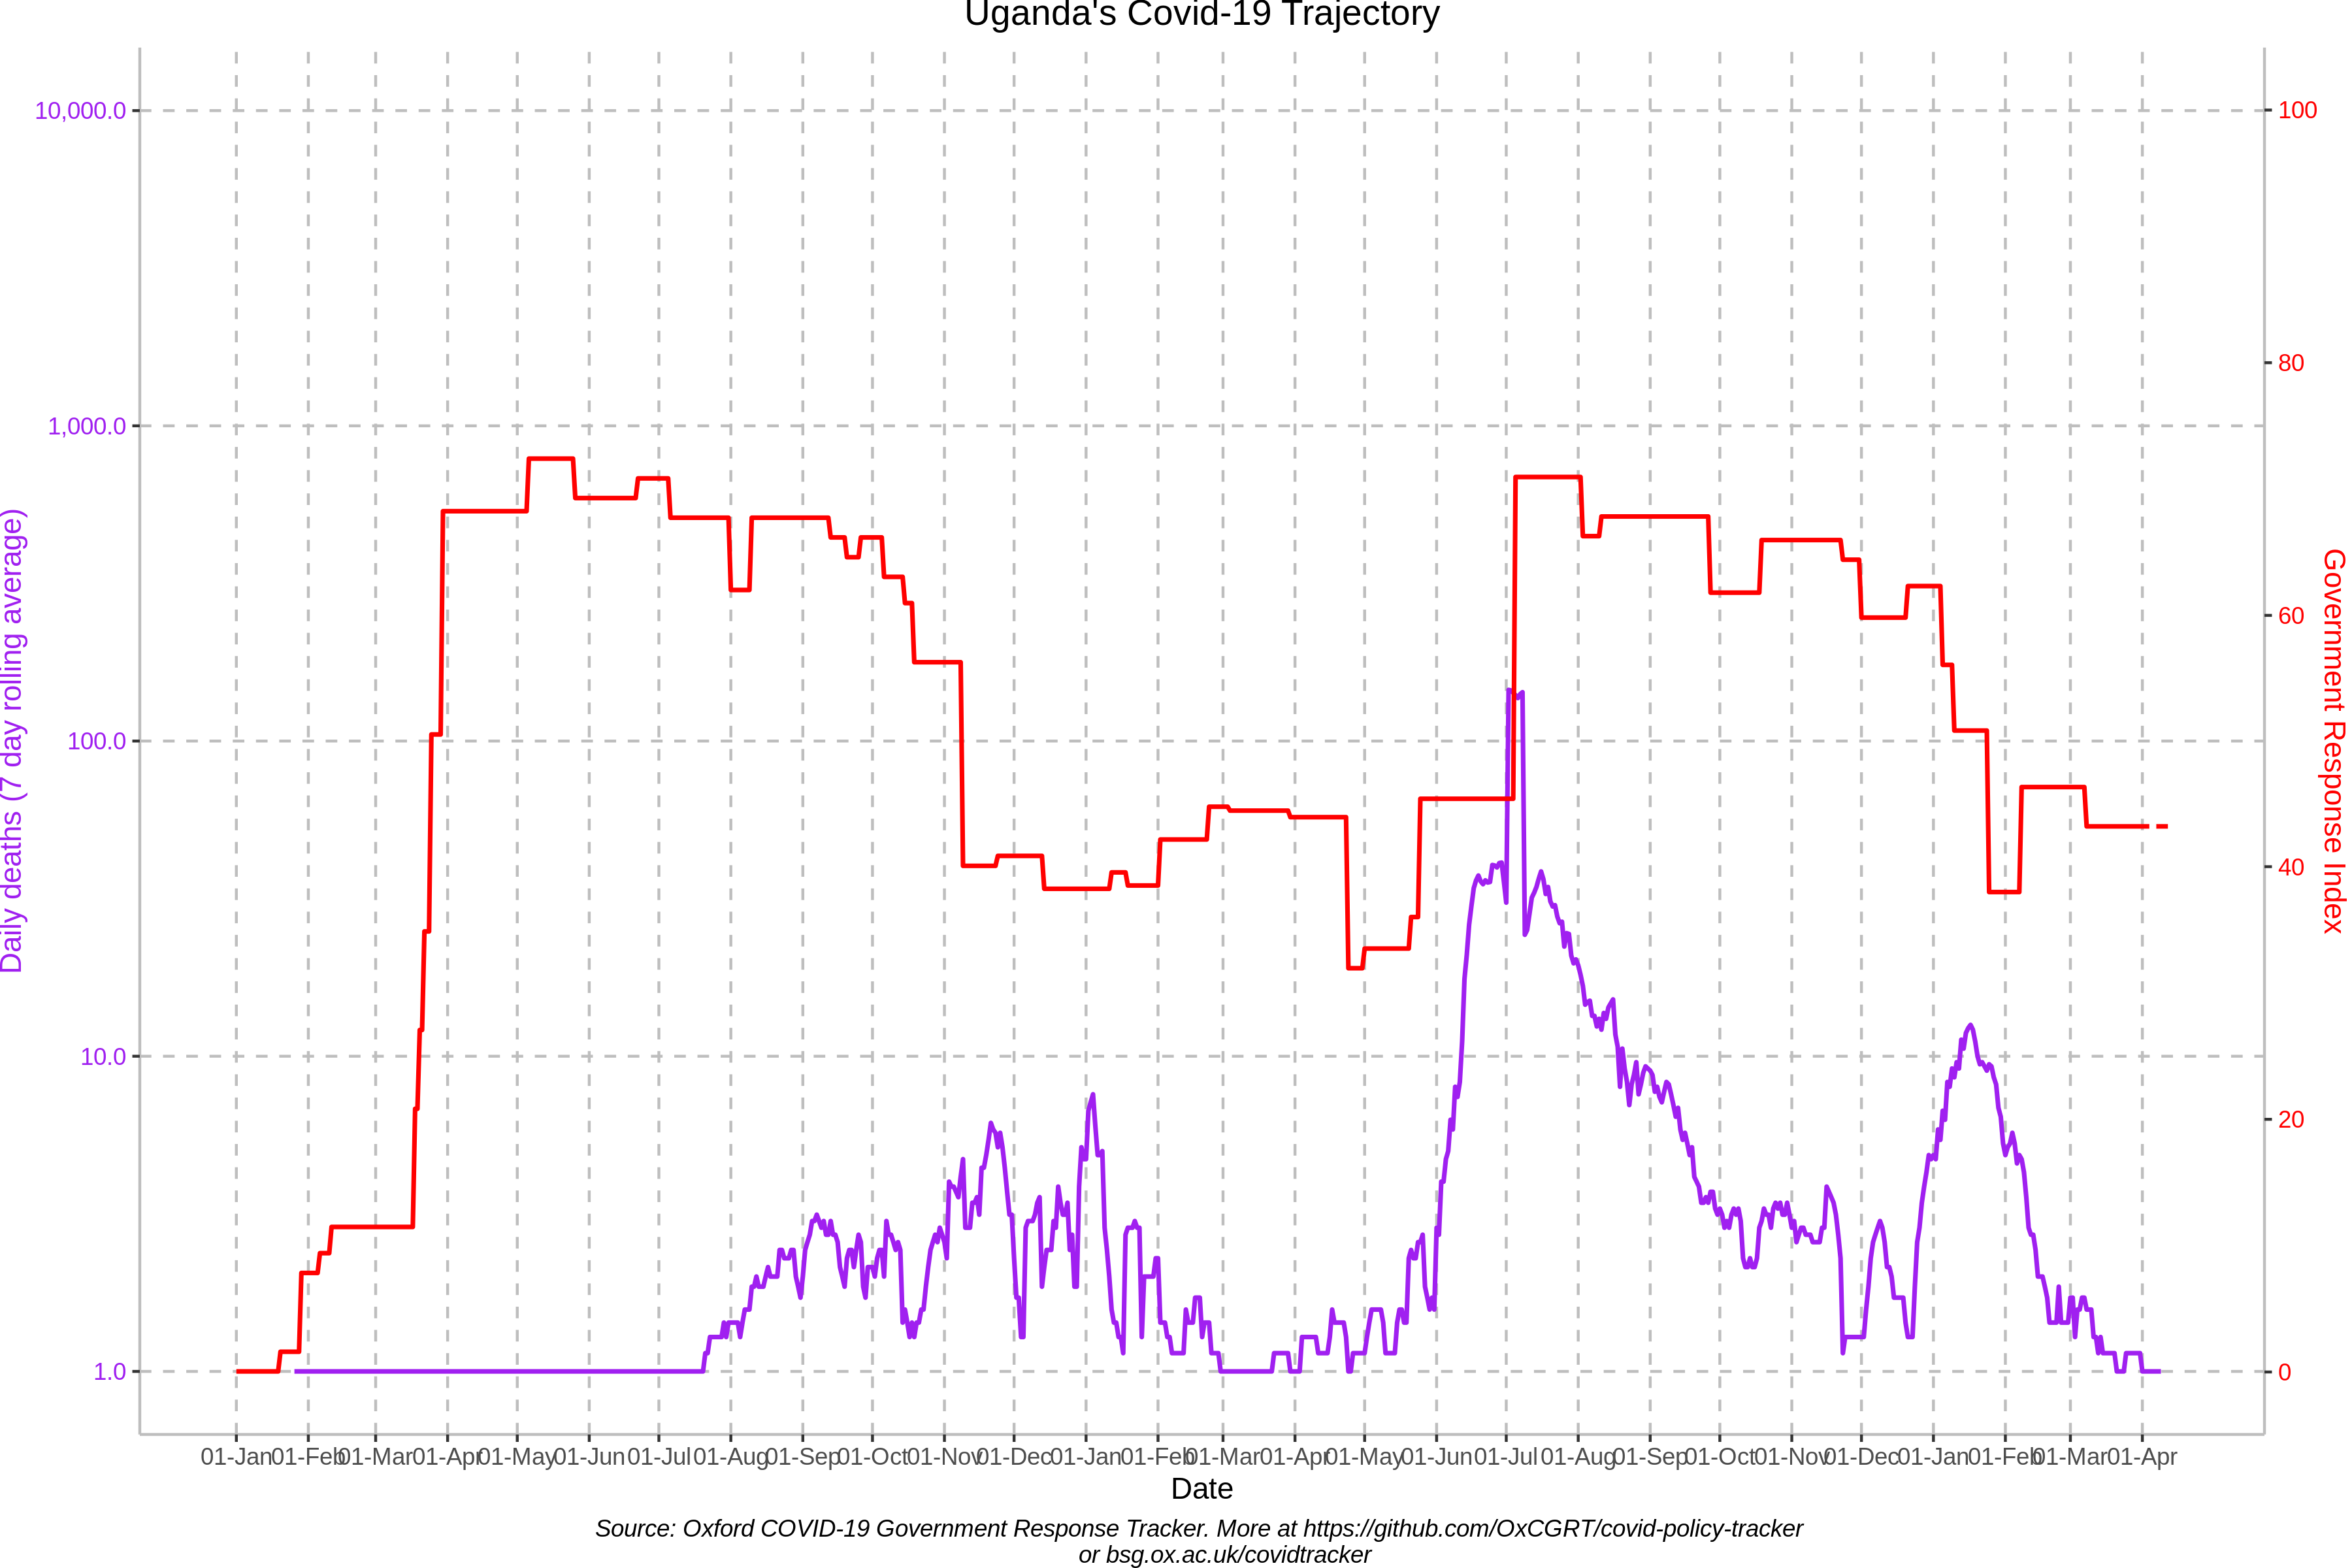 Uganda's Covid-19 Trajectory
10,000.0
1,000.0
100.0
10.0
1.0
Daily deaths (7 day rolling average)
100
80
60
40
20
0
Government Response Index
01-Jan 01-Feb 01-Mar 01-Apr 01-May 01-Jun 01-Jul 01-Aug 01-Sep 01-Oct 01-Nov 01-Dec 01-Jan 01-Feb 01-Mar 01-Apr 01-May 01-Jun 01-Jul 01-Aug 01-Sep 01-Oct 01-Nov 01-Dec 01-Jan 01-Feb 01-Mar 01-Apr
Date
Source: Oxford COVID-19 Government Response Tracker. More at https://github.com/OxCGRT/covid-policy-tracker
or bsg.ox.ac.uk/covidtracker